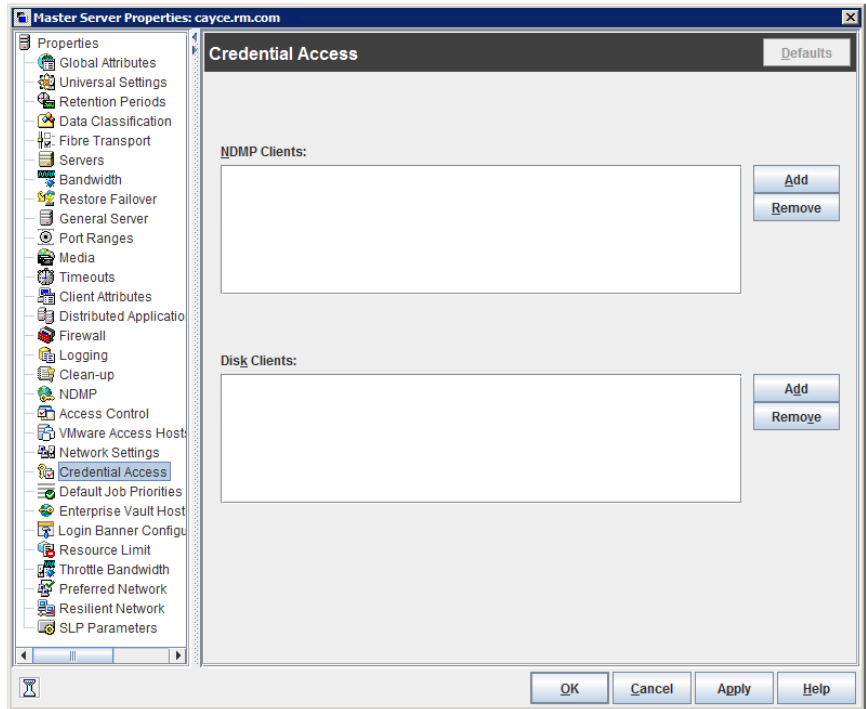 Master Server Properties: cayce.rm.com
Properties
Global Attributes
Universal Settings
Retention Periods
Data Classification
Fibre Transport
Servers
Bandwidth
Restore Failover
General Server
Port Ranges
Media
Timeouts
Client Attributes
Distributed Applicatio
Firewall
Logging
Clean-up
NDMP
Access Control
VMware Access Hosts
Network Settings
Credential Access
Default Job Priorities
Enterprise Vault Host
Login Banner Configu
Resource Limit
Throttle Bandwidth
Preferred Network
Resilient Network
SLP Parameters
Credential Access
Defaults
NDMP Clients:
Add
Remove
Disk Clients:
Add
Remove
OK
Cancel
Apply
Help